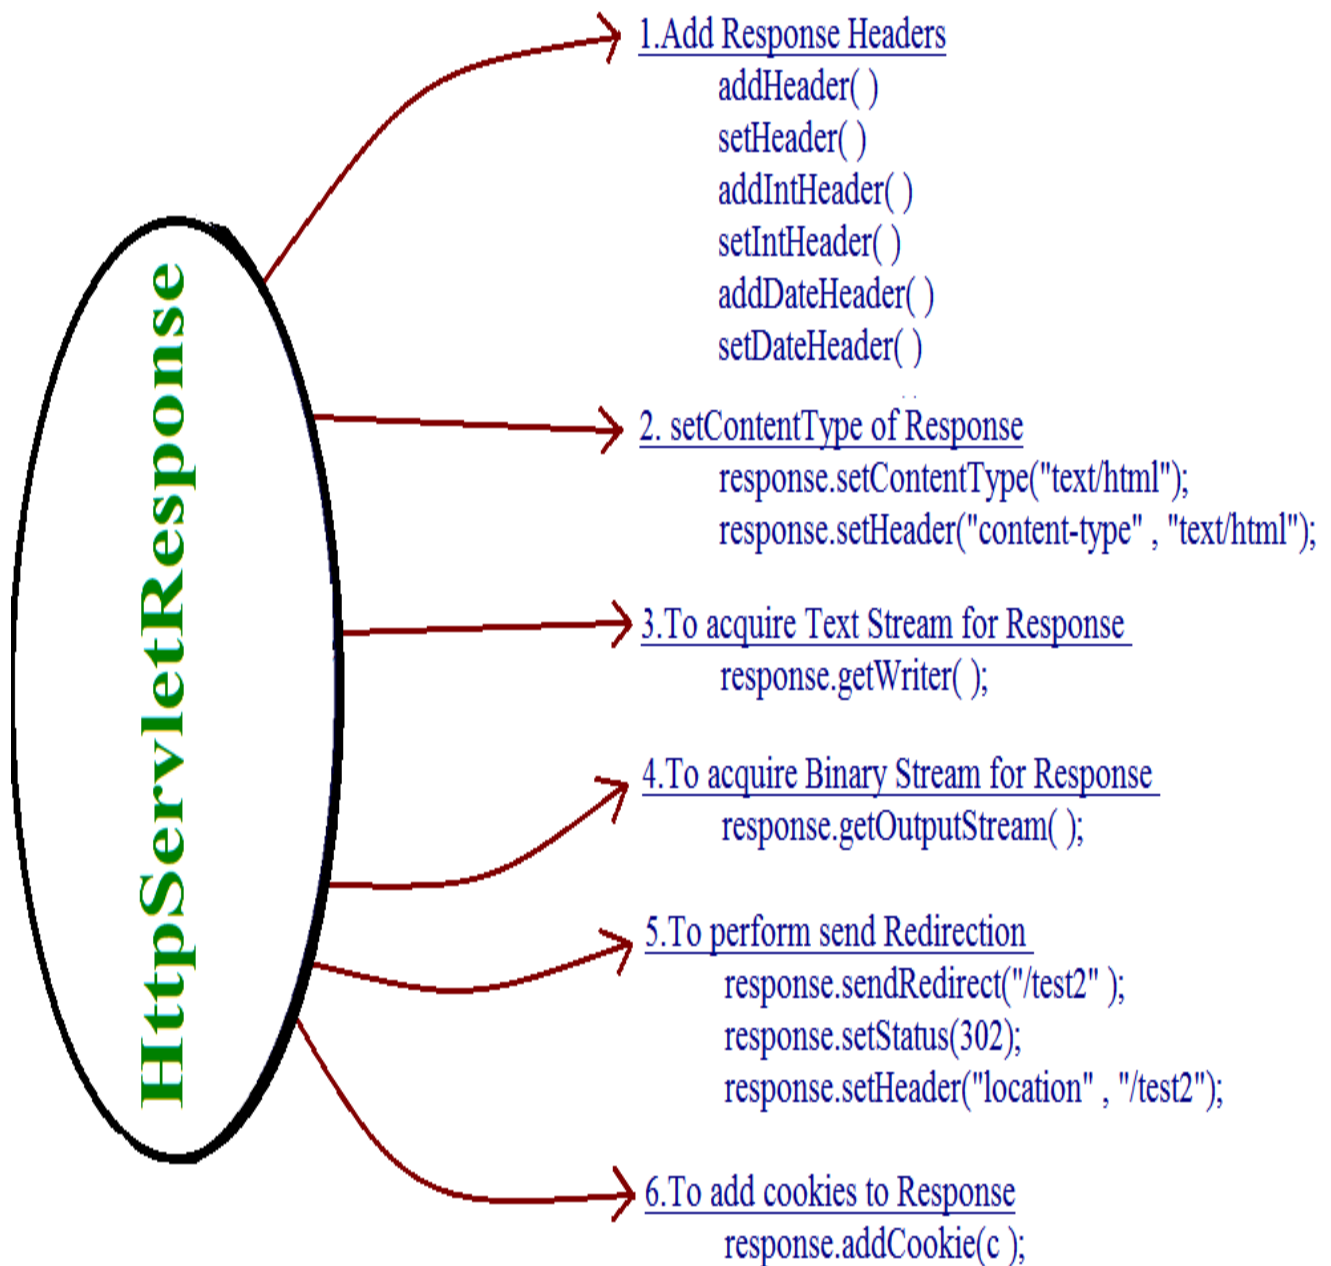 HttpServletResponse
1.Add Response Headers
addHeader( )
setHeader( )
addIntHeader( )
setIntHeader( )
addDateHeader( )
setDateHeader( )
2. setContentType of Response
response.setContentType("text/html");
response.setHeader("content-type" , "text/html");
3.To acquire Text Stream for Response
response.getWriter( );
4.To acquire Binary Stream for Response
response.getOutputStream( );
5.To perform send Redirection
response.sendRedirect("/test2" );
response.setStatus(302);
response.setHeader("location" , "/test2");
6.To add cookies to Response
response.addCookie(c );